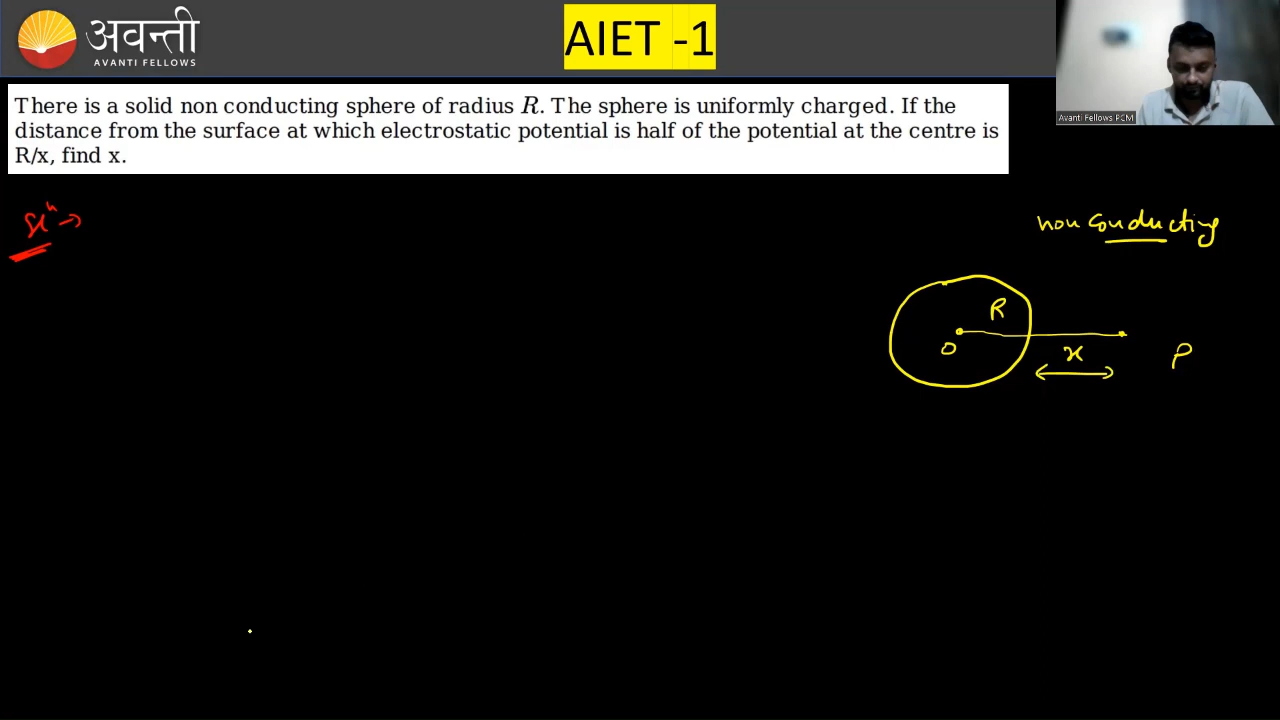 अवन्ती
AVANTI FELLOWS
AIET -1
There is a solid non conducting sphere of radius R. The sphere is uniformly charged. If the
distance from the surface at which electrostatic potential is half of the potential at the centre is
R/x, find x.
Avanti Fellows PCM
Solⁿ →
non conducting
R
O
x
P